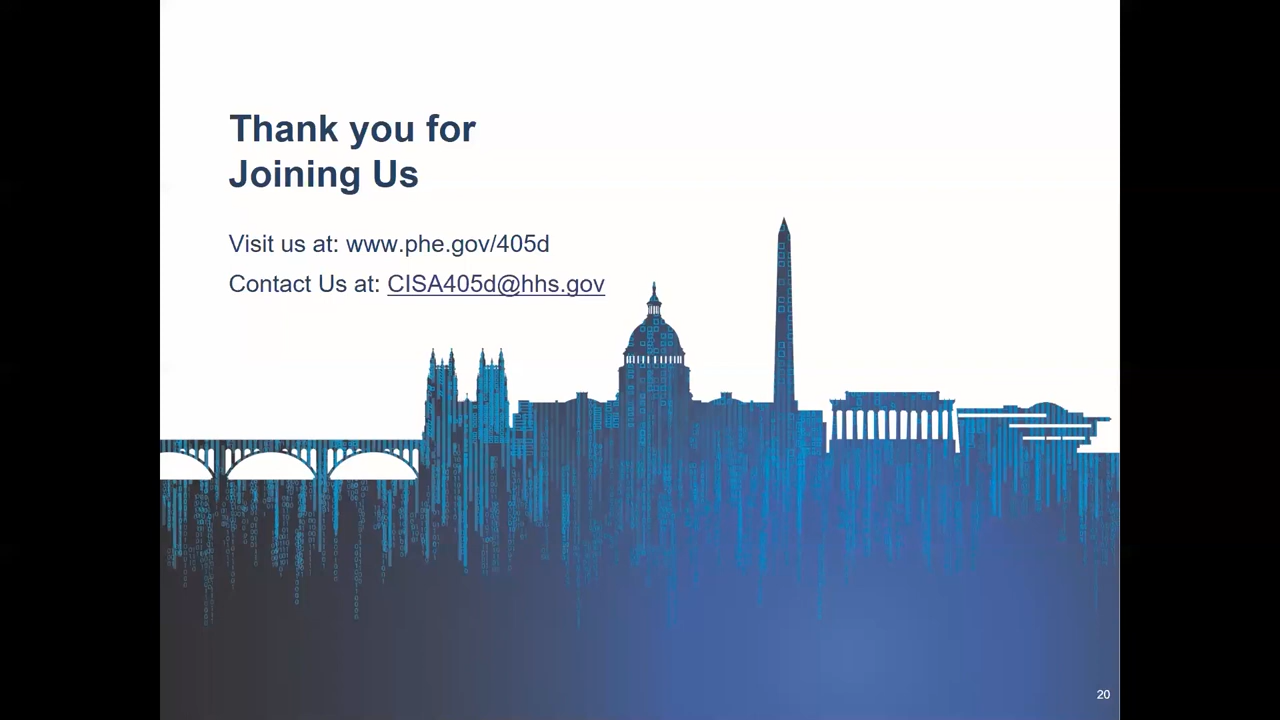 Thank you for
Joining Us
Visit us at: www.phe.gov/405d
Contact Us at: CISA405d@hhs.gov
20